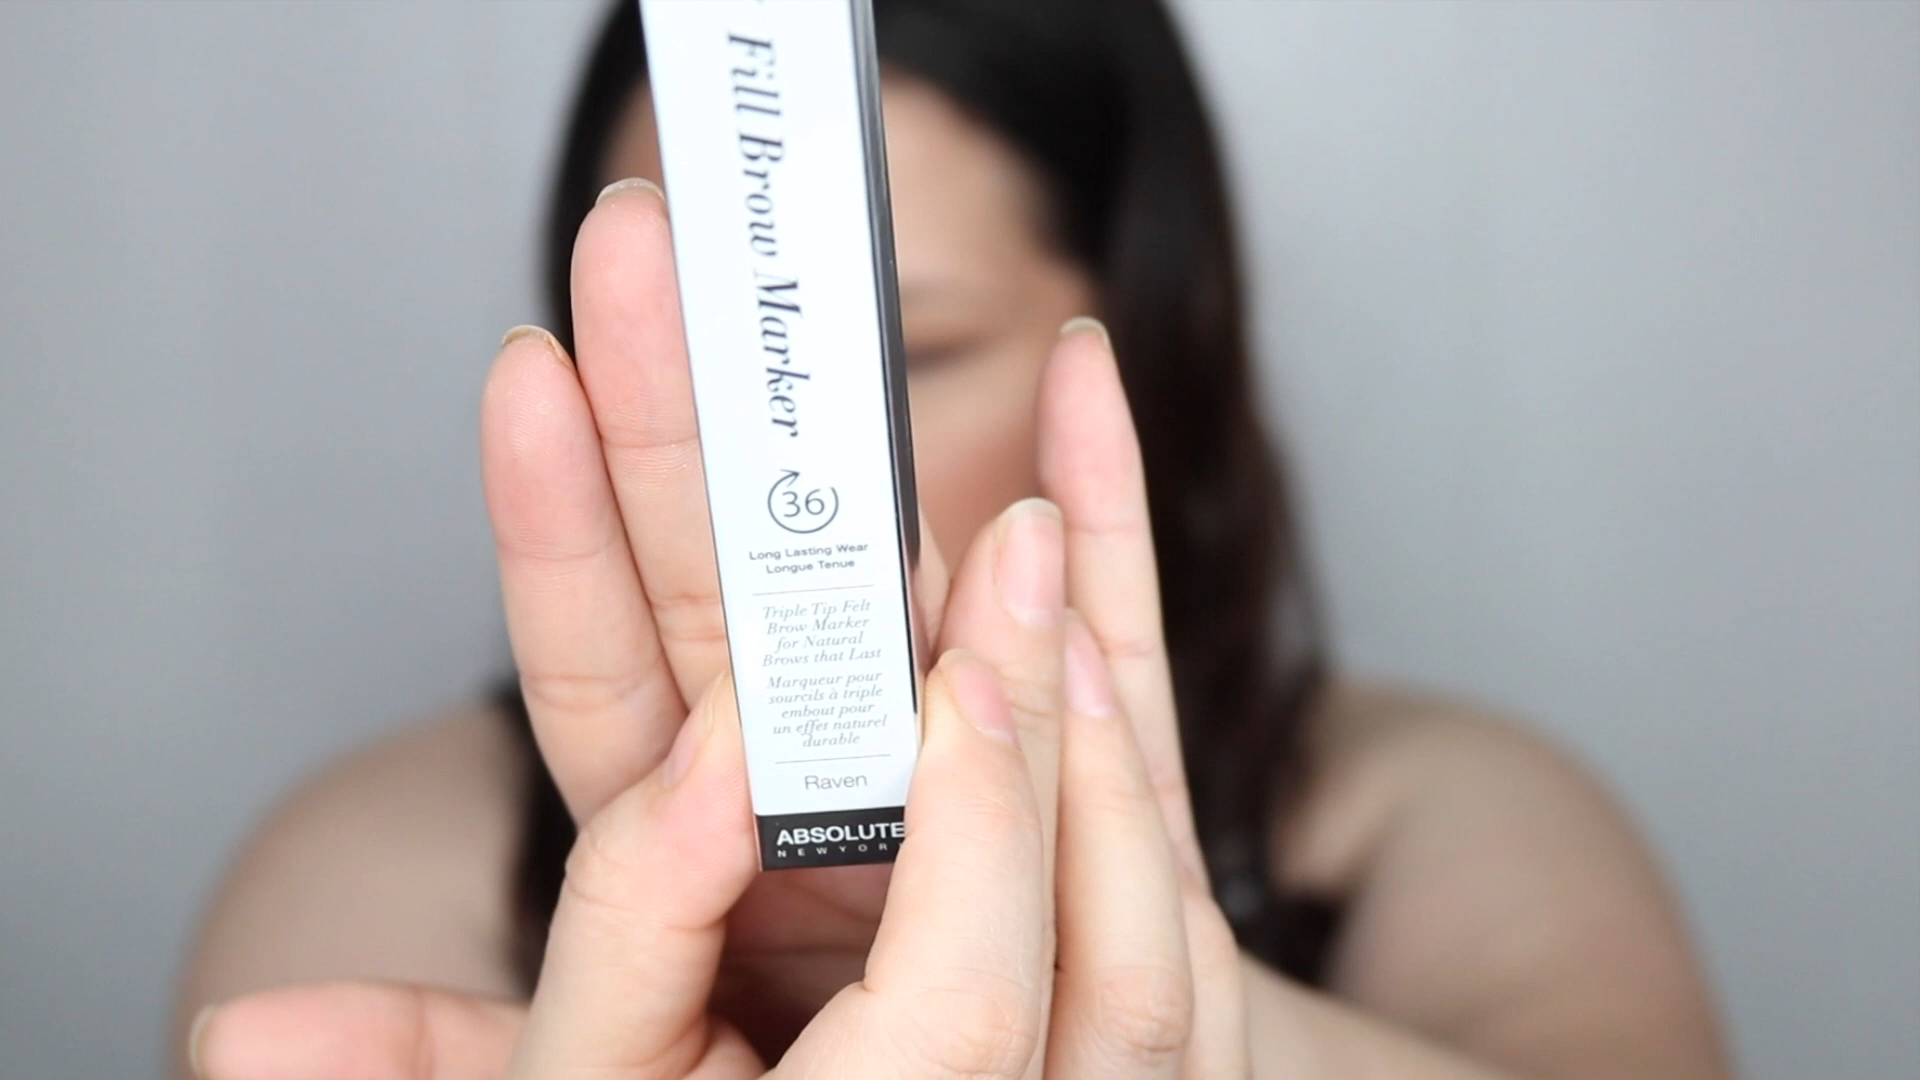 Fill Brow Marker
36
Long Lasting Wear
Longue Tenue
Triple Tip Felt
Brow Marker
for Natural
Brows that Last
Marqueur pour
sourcils à triple
embout pour
un effet naturel
durable
Raven
ABSOLUTE
NEWYOR